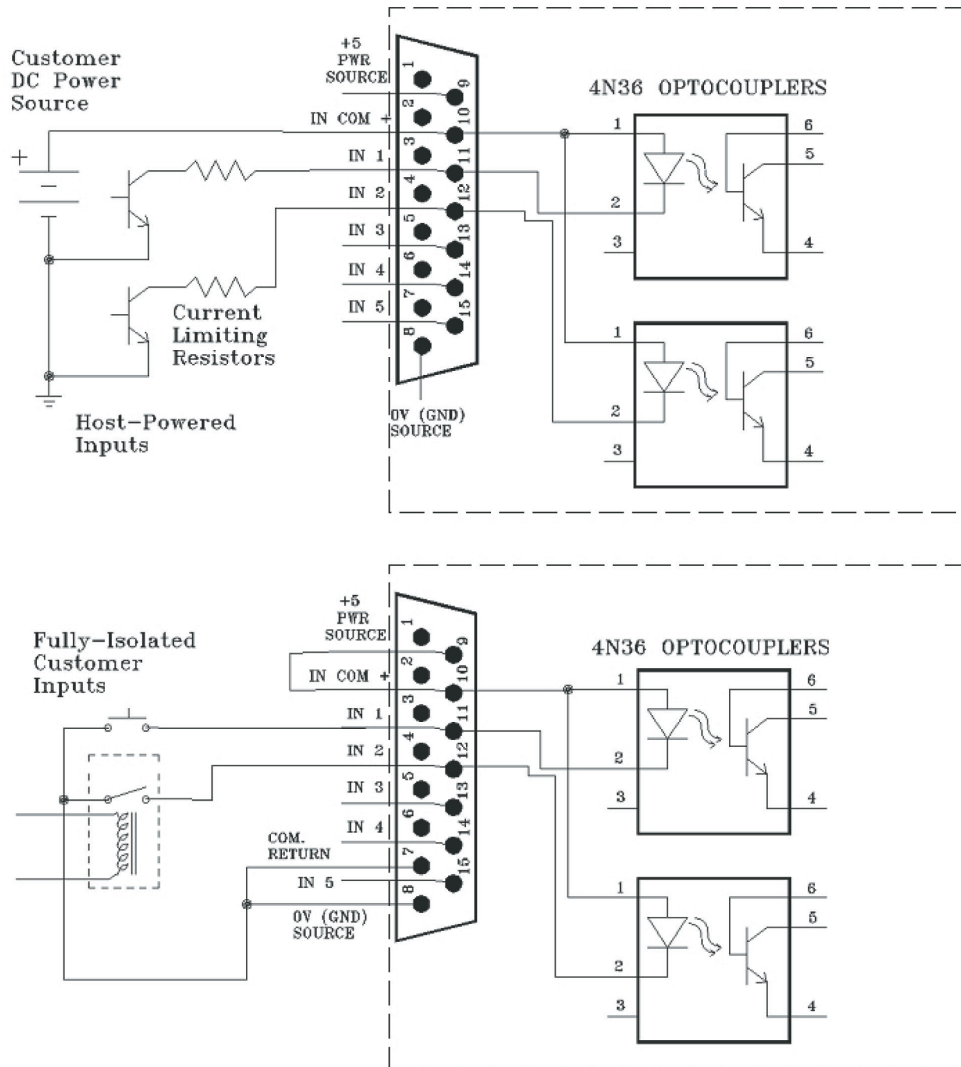 Customer
DC Power
Source
+
-
+5
PWR
SOURCE
IN COM +
IN 1
IN 2
IN 3
IN 4
IN 5
1
2
3
4
5
6
7
8
9
10
11
12
13
14
15
0V (GND)
SOURCE
Current
Limiting
Resistors
Host-Powered
Inputs
4N36 OPTOCOUPLERS
1
2
3
6
5
4
1
2
3
6
5
4
Fully-Isolated
Customer
Inputs
+5
PWR
SOURCE
IN COM +
IN 1
IN 2
IN 3
IN 4
COM.
RETURN
IN 5
0V (GND)
SOURCE
1
2
3
4
5
6
7
8
9
10
11
12
13
14
15
4N36 OPTOCOUPLERS
1
2
3
6
5
4
1
2
3
6
5
4